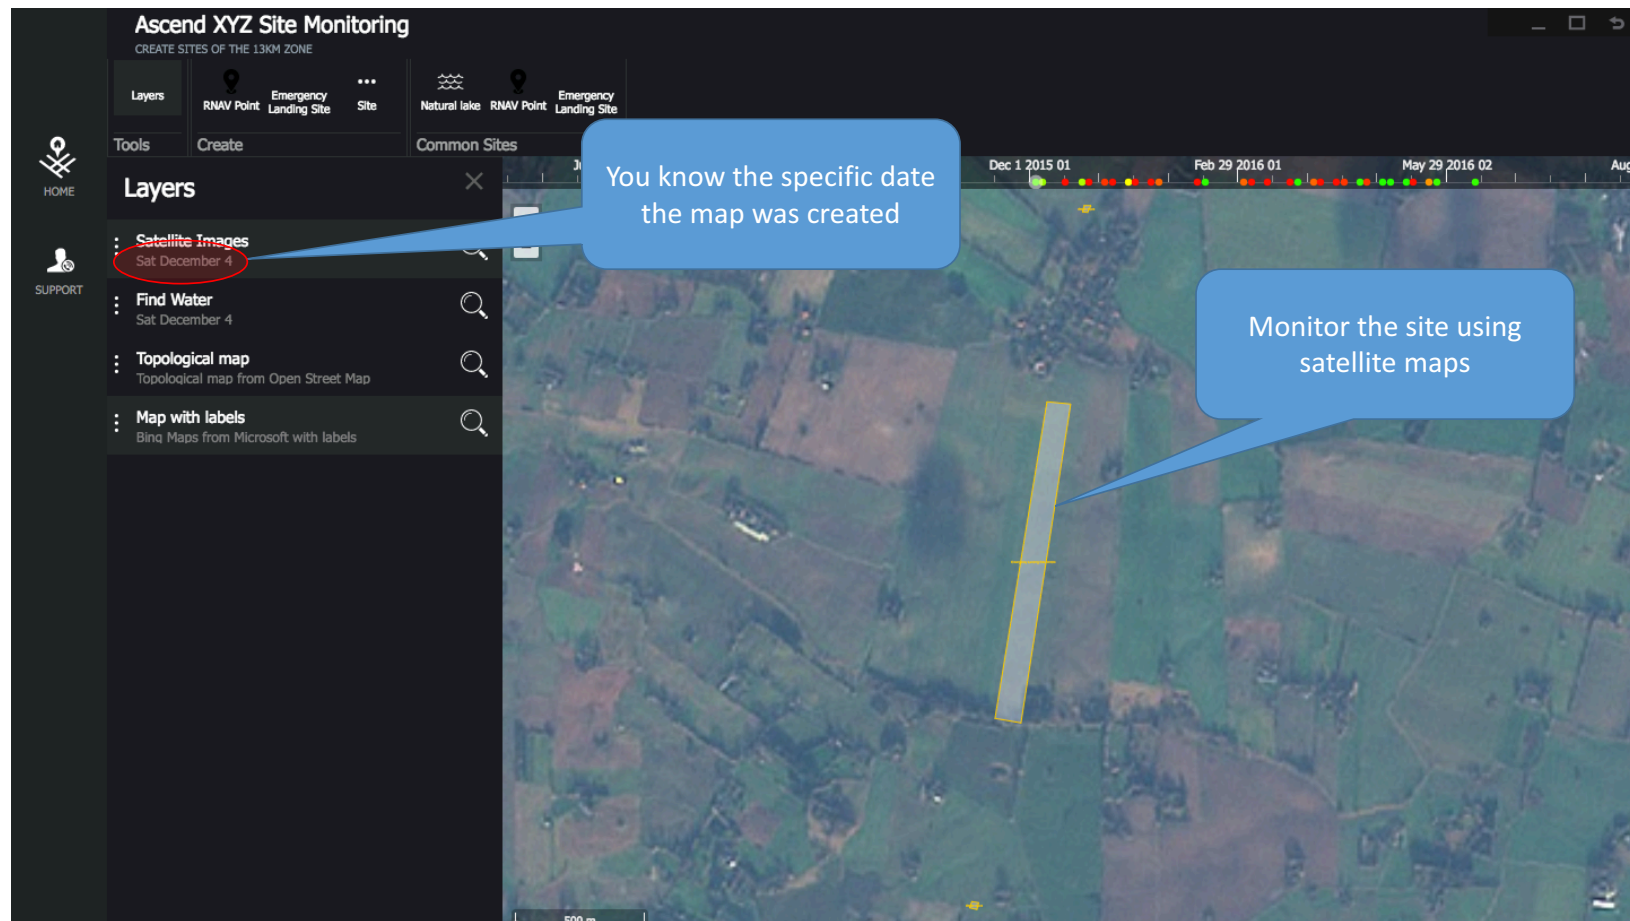 Ascend XYZ Site Monitoring
CREATE SITES OF THE 13KM ZONE
Layers
RNAV Point
Emergency
Landing Site
Site
Natural lake
RNAV Point
Emergency
Landing Site
Tools
Create
Common Sites
HOME
SUPPORT
Layers
Satellite Images
Sat December 4
Find Water
Sat December 4
Topological map
Topological map from Open Street Map
Map with labels
Bing Maps from Microsoft with labels
You know the specific date
the map was created
Dec 1 2015 01
Feb 29 2016 01
May 29 2016 02
Monitor the site using
satellite maps
500 m